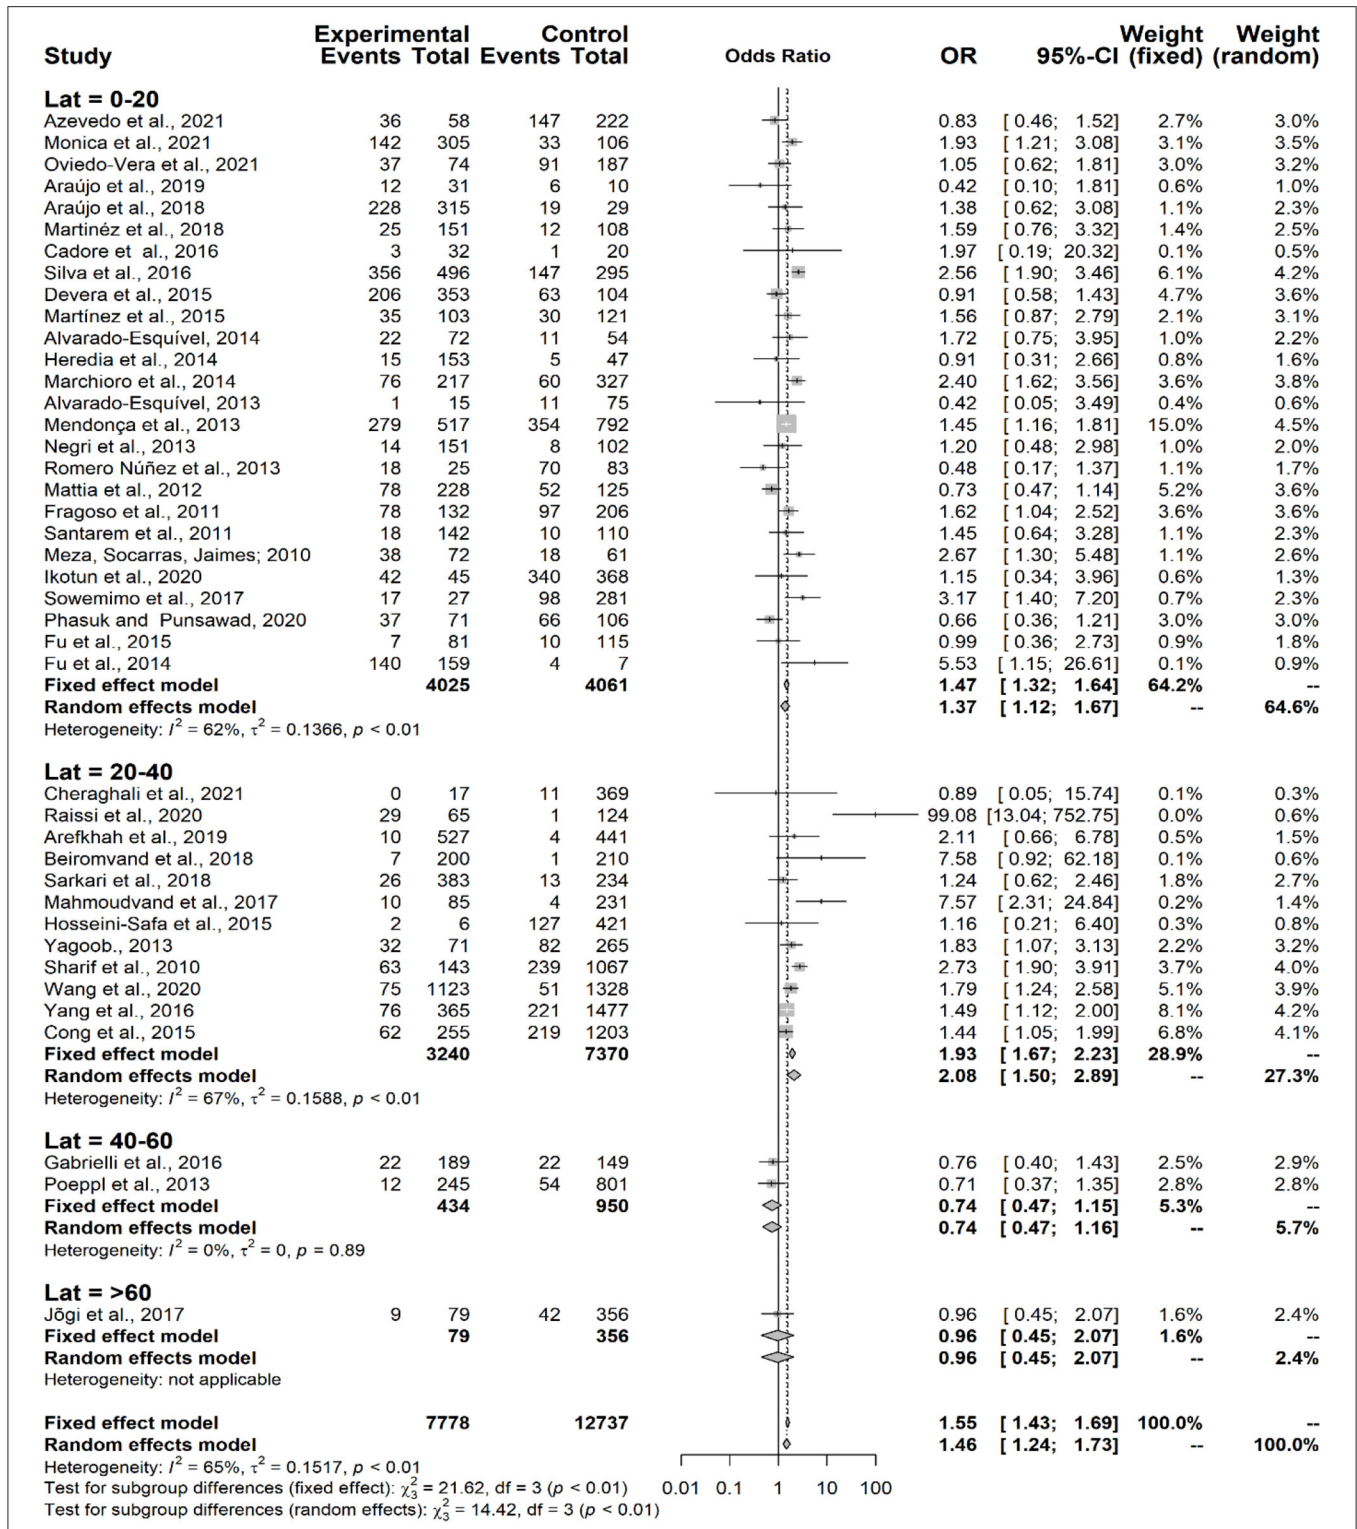 Experimental Control Weight Weight
Study Events Total Events Total Odds Ratio OR 95%-CI (fixed) (random)
Lat = 0-20
Azevedo et al., 2021 36 58 147 222 0.83 [ 0.46; 1.52] 2.7% 3.0%
Monica et al., 2021 142 305 33 106 1.93 [ 1.21; 3.08] 3.1% 3.5%
Oviedo-Vera et al., 2021 37 74 91 187 1.05 [ 0.62; 1.81] 3.0% 3.2%
Araújo et al., 2019 12 31 6 10 0.42 [ 0.10; 1.81] 0.6% 1.0%
Araújo et al., 2018 228 315 19 29 1.38 [ 0.62; 3.08] 1.1% 2.3%
Martinéz et al., 2018 25 151 12 108 1.59 [ 0.76; 3.32] 1.4% 2.5%
Cadore et al., 2016 3 32 1 20 1.97 [ 0.19; 20.32] 0.1% 0.5%
Silva et al., 2016 356 496 147 295 2.56 [ 1.90; 3.46] 6.1% 4.2%
Devera et al., 2015 206 353 63 104 0.91 [ 0.58; 1.43] 4.7% 3.6%
Martínez et al., 2015 35 103 30 121 1.56 [ 0.87; 2.79] 2.1% 3.1%
Alvarado-Esquível, 2014 22 72 11 54 1.72 [ 0.75; 3.95] 1.0% 2.2%
Heredia et al., 2014 15 153 5 47 0.91 [ 0.31; 2.66] 0.8% 1.6%
Marchioro et al., 2014 76 217 60 327 2.40 [ 1.62; 3.56] 3.6% 3.8%
Alvarado-Esquível, 2013 1 15 11 75 0.42 [ 0.05; 3.49] 0.4% 0.6%
Mendonça et al., 2013 279 517 354 792 1.45 [ 1.16; 1.81] 15.0% 4.5%
Negri et al., 2013 14 151 8 102 1.20 [ 0.48; 2.98] 1.0% 2.0%
Romero Núñez et al., 2013 18 25 70 83 0.48 [ 0.17; 1.37] 1.1% 1.7%
Mattia et al., 2012 78 228 52 125 0.73 [ 0.47; 1.14] 5.2% 3.6%
Fragoso et al., 2011 78 132 97 206 1.62 [ 1.04; 2.52] 3.6% 3.6%
Santarem et al., 2011 18 142 10 110 1.45 [ 0.64; 3.28] 1.1% 2.3%
Meza, Socarras, Jaimes; 2010 38 72 18 61 2.67 [ 1.30; 5.48] 1.1% 2.6%
Ikotun et al., 2020 42 45 340 368 1.15 [ 0.34; 3.96] 0.6% 1.3%
Sowemimo et al., 2017 17 27 98 281 3.17 [ 1.40; 7.20] 0.7% 2.3%
Phasuk and Punsawad, 2020 37 71 66 106 0.66 [ 0.36; 1.21] 3.0% 3.0%
Fu et al., 2015 7 81 10 115 0.99 [ 0.36; 2.73] 0.9% 1.8%
Fu et al., 2014 140 159 4 7 5.53 [ 1.15; 26.61] 0.1% 0.9%
Fixed effect model 4025 4061 1.47 [ 1.32; 1.64] 64.2% --
Random effects model 1.37 [ 1.12; 1.67] -- 64.6%
Heterogeneity: I² = 62%, τ² = 0.1366, p < 0.01
Lat = 20-40
Cheraghali et al., 2021 0 17 11 369 0.89 [ 0.05; 15.74] 0.1% 0.3%
Raissi et al., 2020 29 65 1 124 99.08 [13.04; 752.75] 0.0% 0.6%
Arefkhah et al., 2019 10 527 4 441 2.11 [ 0.66; 6.78] 0.5% 1.5%
Beiromvand et al., 2018 7 200 1 210 7.58 [ 0.92; 62.18] 0.1% 0.6%
Sarkari et al., 2018 26 383 13 234 1.24 [ 0.62; 2.46] 1.8% 2.7%
Mahmoudvand et al., 2017 10 85 4 231 7.57 [ 2.31; 24.84] 0.2% 1.4%
Hosseini-Safa et al., 2015 2 6 127 421 1.16 [ 0.21; 6.40] 0.3% 0.8%
Yagoob., 2013 32 71 82 265 1.83 [ 1.07; 3.13] 2.2% 3.2%
Sharif et al., 2010 63 143 239 1067 2.73 [ 1.90; 3.91] 3.7% 4.0%
Wang et al., 2020 75 1123 51 1328 1.79 [ 1.24; 2.58] 5.1% 3.9%
Yang et al., 2016 76 365 221 1477 1.49 [ 1.12; 2.00] 8.1% 4.2%
Cong et al., 2015 62 255 219 1203 1.44 [ 1.05; 1.99] 6.8% 4.1%
Fixed effect model 3240 7370 1.93 [ 1.67; 2.23] 28.9% --
Random effects model 2.08 [ 1.50; 2.89] -- 27.3%
Heterogeneity: I² = 67%, τ² = 0.1588, p < 0.01
Lat = 40-60
Gabrielli et al., 2016 22 189 22 149 0.76 [ 0.40; 1.43] 2.5% 2.9%
Poeppl et al., 2013 12 245 54 801 0.71 [ 0.37; 1.35] 2.8% 2.8%
Fixed effect model 434 950 0.74 [ 0.47; 1.15] 5.3% --
Random effects model 0.74 [ 0.47; 1.16] -- 5.7%
Heterogeneity: I² = 0%, τ² = 0, p = 0.89
Lat = >60
Jõgi et al., 2017 9 79 42 356 0.96 [ 0.45; 2.07] 1.6% 2.4%
Fixed effect model 79 356 0.96 [ 0.45; 2.07] 1.6% --
Random effects model 0.96 [ 0.45; 2.07] -- 2.4%
Heterogeneity: not applicable
Fixed effect model 7778 12737 1.55 [ 1.43; 1.69] 100.0% --
Random effects model 1.46 [ 1.24; 1.73] -- 100.0%
Heterogeneity: I² = 65%, τ² = 0.1517, p < 0.01
Test for subgroup differences (fixed effect): χ²₃ = 21.62, df = 3 (p < 0.01) 0.01 0.1 1 10 100
Test for subgroup differences (random effects): χ²₃ = 14.42, df = 3 (p < 0.01)